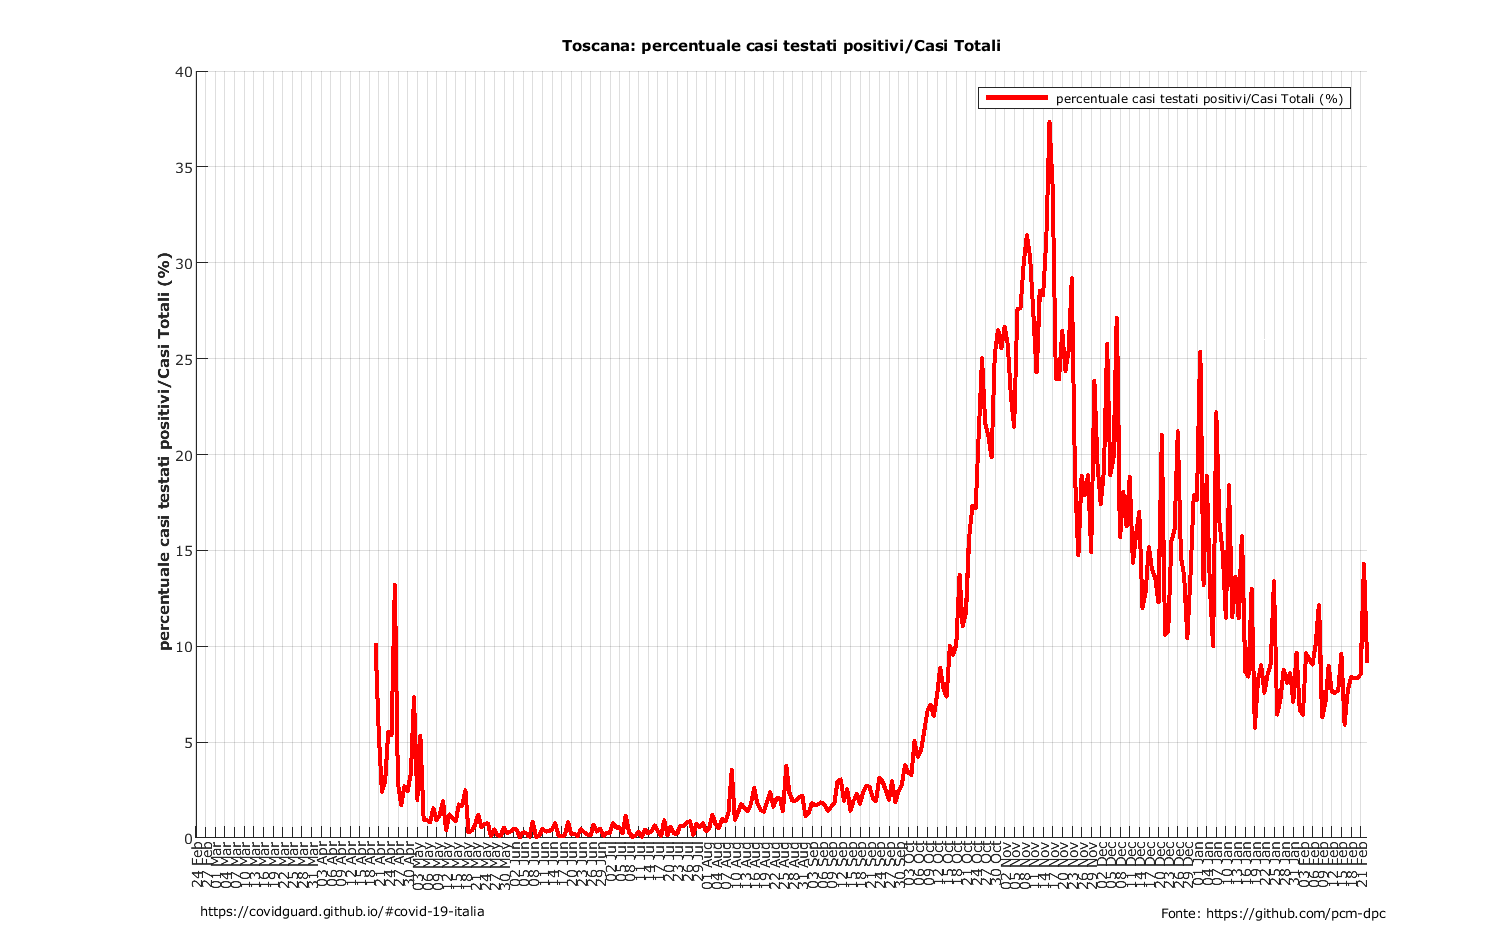 Toscana: percentuale casi testati positivi/Casi Totali
percentuale casi testati positivi/Casi Totali (%)
percentuale casi testati positivi/Casi Totali (%)
40
35
30
25
20
15
10
5
0
24 Feb
27 Feb
01 Mar
04 Mar
07 Mar
10 Mar
13 Mar
16 Mar
19 Mar
22 Mar
25 Mar
28 Mar
31 Mar
03 Apr
06 Apr
09 Apr
12 Apr
15 Apr
18 Apr
21 Apr
24 Apr
27 Apr
30 Apr
03 May
06 May
09 May
12 May
15 May
18 May
21 May
24 May
27 May
30 May
02 Jun
05 Jun
08 Jun
11 Jun
14 Jun
17 Jun
20 Jun
23 Jun
26 Jun
29 Jun
02 Jul
05 Jul
08 Jul
11 Jul
14 Jul
17 Jul
20 Jul
23 Jul
26 Jul
29 Jul
01 Aug
04 Aug
07 Aug
10 Aug
13 Aug
16 Aug
19 Aug
22 Aug
25 Aug
28 Aug
31 Aug
03 Sep
06 Sep
09 Sep
12 Sep
15 Sep
18 Sep
21 Sep
24 Sep
27 Sep
30 Sep
03 Oct
06 Oct
09 Oct
12 Oct
15 Oct
18 Oct
21 Oct
24 Oct
27 Oct
30 Oct
02 Nov
05 Nov
08 Nov
11 Nov
14 Nov
17 Nov
20 Nov
23 Nov
26 Nov
29 Nov
02 Dec
05 Dec
08 Dec
11 Dec
14 Dec
17 Dec
20 Dec
23 Dec
26 Dec
29 Dec
01 Jan
04 Jan
07 Jan
10 Jan
13 Jan
16 Jan
19 Jan
22 Jan
25 Jan
28 Jan
31 Jan
03 Feb
06 Feb
09 Feb
12 Feb
15 Feb
18 Feb
21 Feb
https://covidguard.github.io/#covid-19-italia
Fonte: https://github.com/pcm-dpc